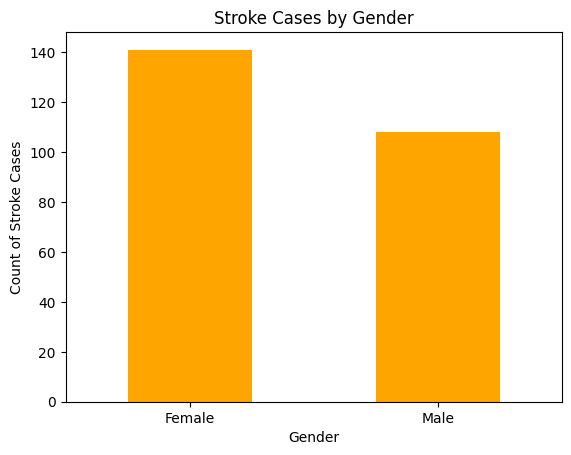 Stroke Cases by Gender
Count of Stroke Cases
140
120
100
80
60
40
20
0
Female
Male
Gender